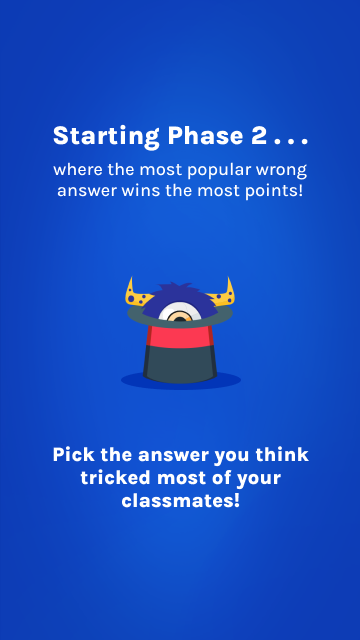 Starting Phase 2 . . .
where the most popular wrong
answer wins the most points!
Pick the answer you think
tricked most of your
classmates!